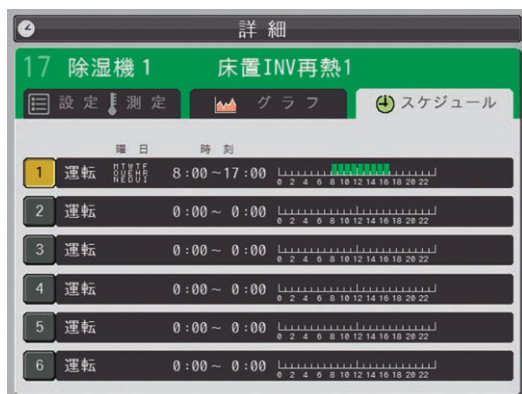 詳細
17 除湿機1 床置INV再熱1
設定 測定 グラフ スケジュール
曜日 時刻
1 運転 MON TUE WED THU FRI 8:00~17:00 0 2 4 6 8 10 12 14 16 18 20 22
2 運転 0:00~ 0:00 0 2 4 6 8 10 12 14 16 18 20 22
3 運転 0:00~ 0:00 0 2 4 6 8 10 12 14 16 18 20 22
4 運転 0:00~ 0:00 0 2 4 6 8 10 12 14 16 18 20 22
5 運転 0:00~ 0:00 0 2 4 6 8 10 12 14 16 18 20 22
6 運転 0:00~ 0:00 0 2 4 6 8 10 12 14 16 18 20 22